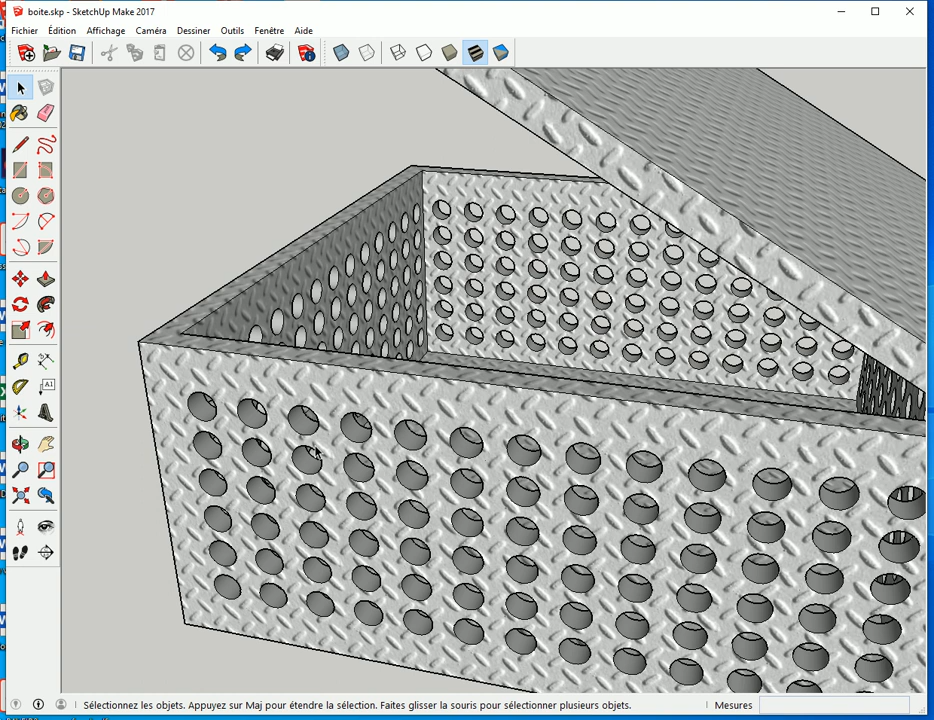 boite.skp - SketchUp Make 2017
Fichier Édition Affichage Caméra Dessiner Outils Fenêtre Aide
A1
Sélectionnez les objets. Appuyez sur Maj pour étendre la sélection. Faites glisser la souris pour sélectionner plusieurs objets. Mesures